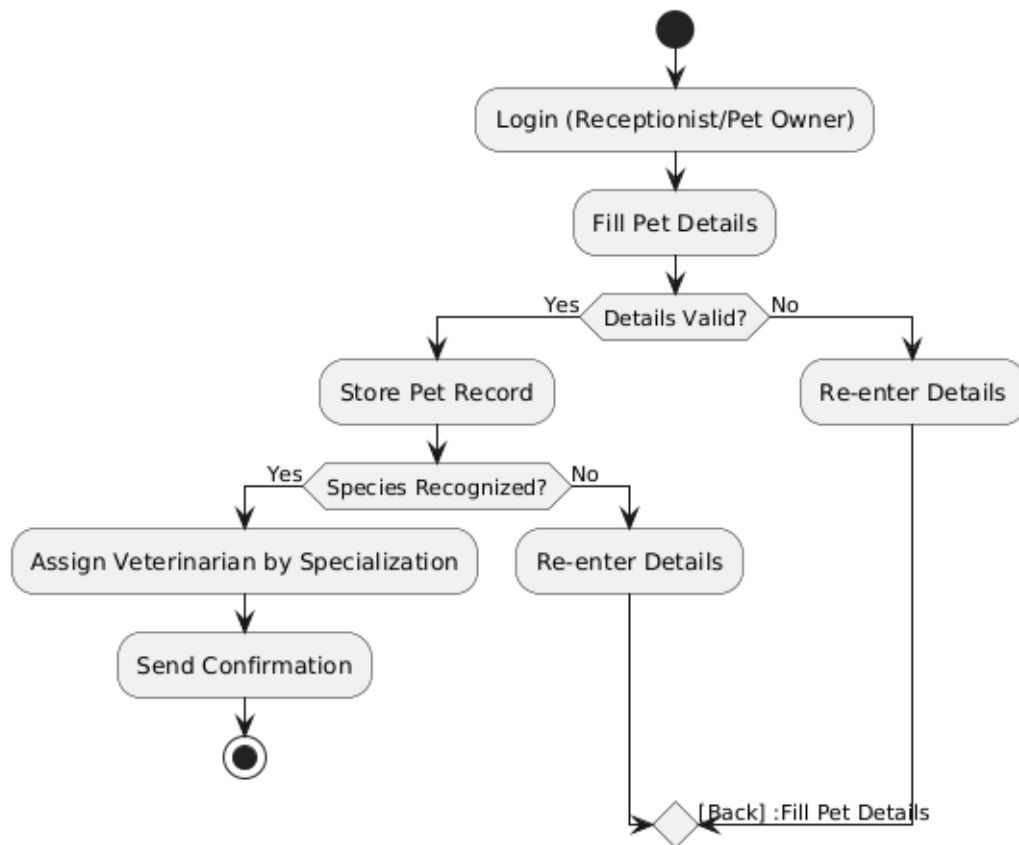 Login (Receptionist/Pet Owner)
Fill Pet Details
Yes
Details Valid?
No
Store Pet Record
Re-enter Details
Yes
Species Recognized?
No
Assign Veterinarian by Specialization
Re-enter Details
Send Confirmation
[Back] :Fill Pet Details